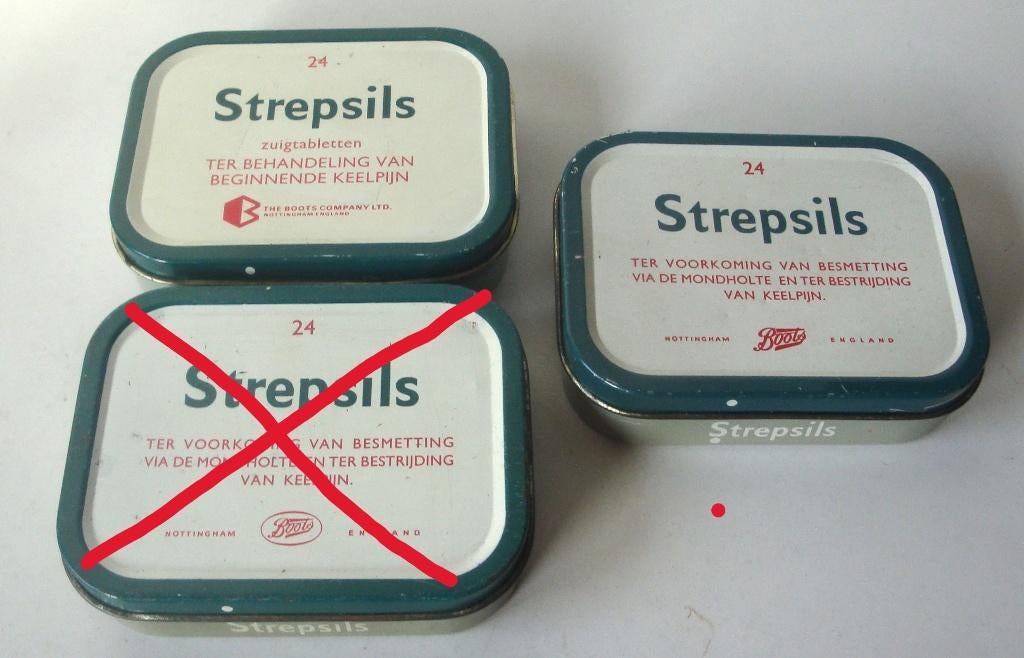 24
Strepsils
zuigtabletten
TER BEHANDELING VAN
BEGINNENDE KEELPIJN
THE BOOTS COMPANY LTD.
NOTTINGHAM ENGLAND
24
Strepsils
TER VOORKOMING VAN BESMETTING
VIA DE MONDHOLTE EN TER BESTRIJDING
VAN KEELPIJN.
NOTTINGHAM Boots ENGLAND
Strepsils
24
Strepsils
TER VOORKOMING VAN BESMETTING
VIA DE MONDHOLTE EN TER BESTRIJDING
VAN KEELPIJN.
NOTTINGHAM Boots ENGLAND
Strepsils